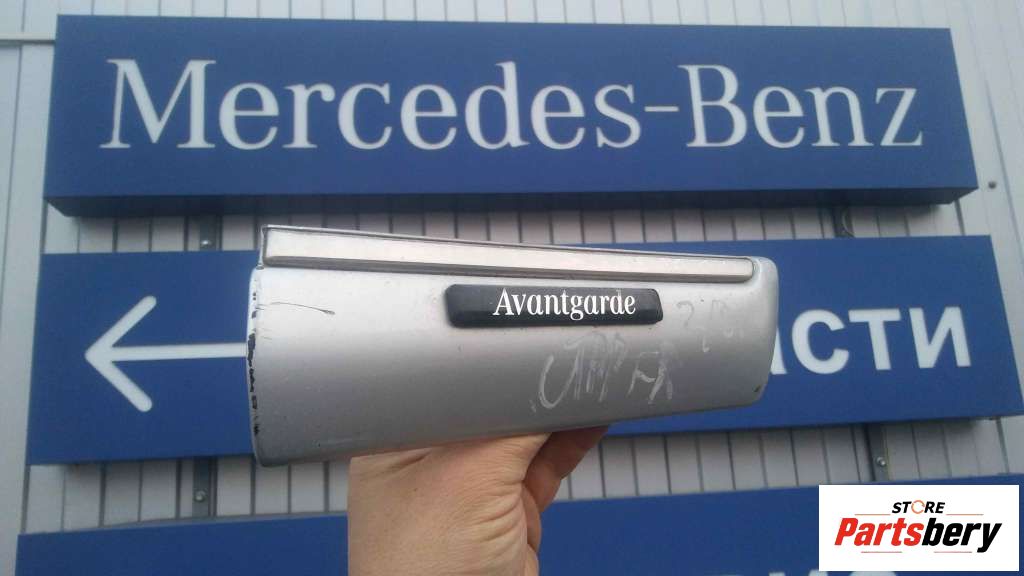 Mercedes-Benz
Avantgarde
СТИ
STORE
Partsbery